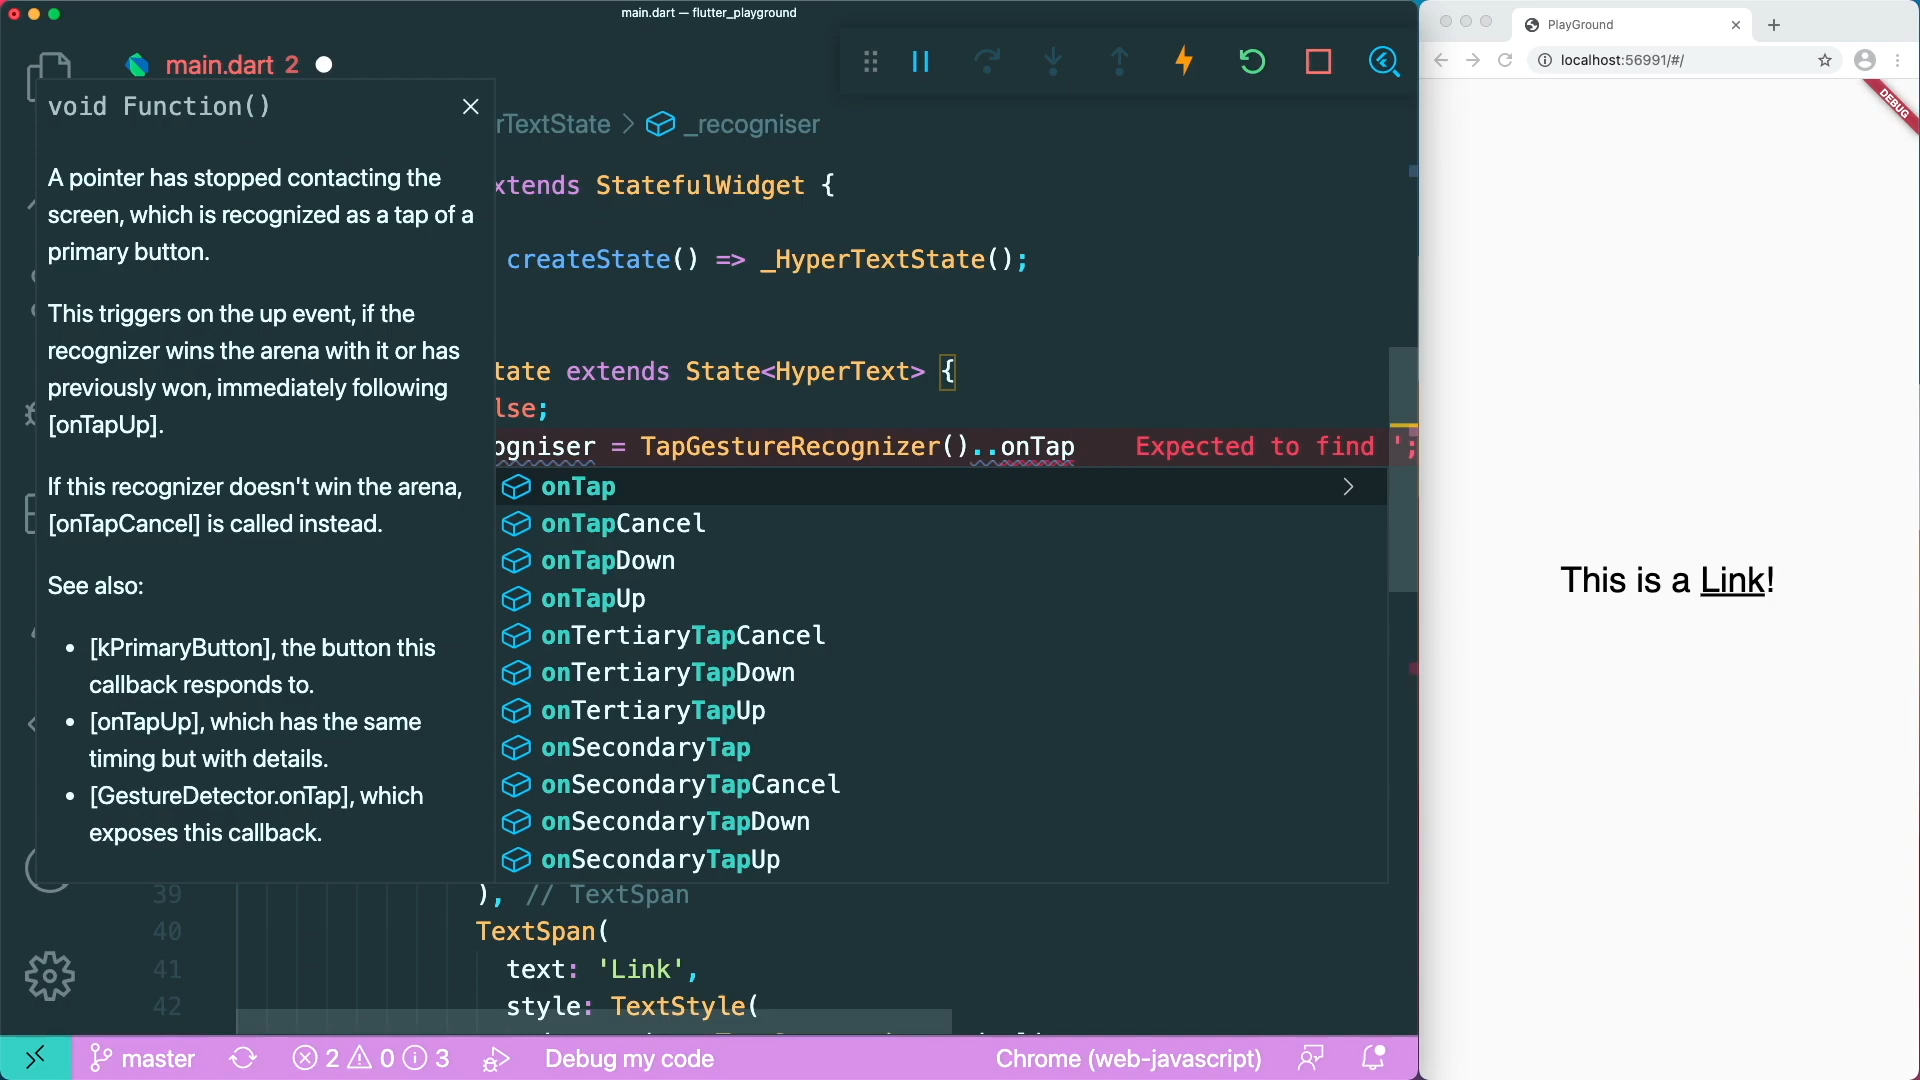 main.dart — flutter_playground
main.dart 2
void Function()
A pointer has stopped contacting the
screen, which is recognized as a tap of a
primary button.
This triggers on the up event, if the
recognizer wins the arena with it or has
previously won, immediately following
[onTapUp].
If this recognizer doesn't win the arena,
[onTapCancel] is called instead.
See also:
• [kPrimaryButton], the button this
callback responds to.
• [onTapUp], which has the same
timing but with details.
• [GestureDetector.onTap], which
exposes this callback.
rTextState > _recogniser
xtends StatefulWidget {
createState() => _HyperTextState();
tate extends State<HyperText> {
lse;
ogniser = TapGestureRecognizer()..onTap Expected to find ';
onTap
onTapCancel
onTapDown
onTapUp
onTertiaryTapCancel
onTertiaryTapDown
onTertiaryTapUp
onSecondaryTap
onSecondaryTapCancel
onSecondaryTapDown
onSecondaryTapUp
39 ), // TextSpan
40 TextSpan(
41 text: 'Link',
42 style: TextStyle(
master 2 0 3 Debug my code Chrome (web-javascript)
PlayGround
localhost:56991/#/
DEBUG
This is a Link!